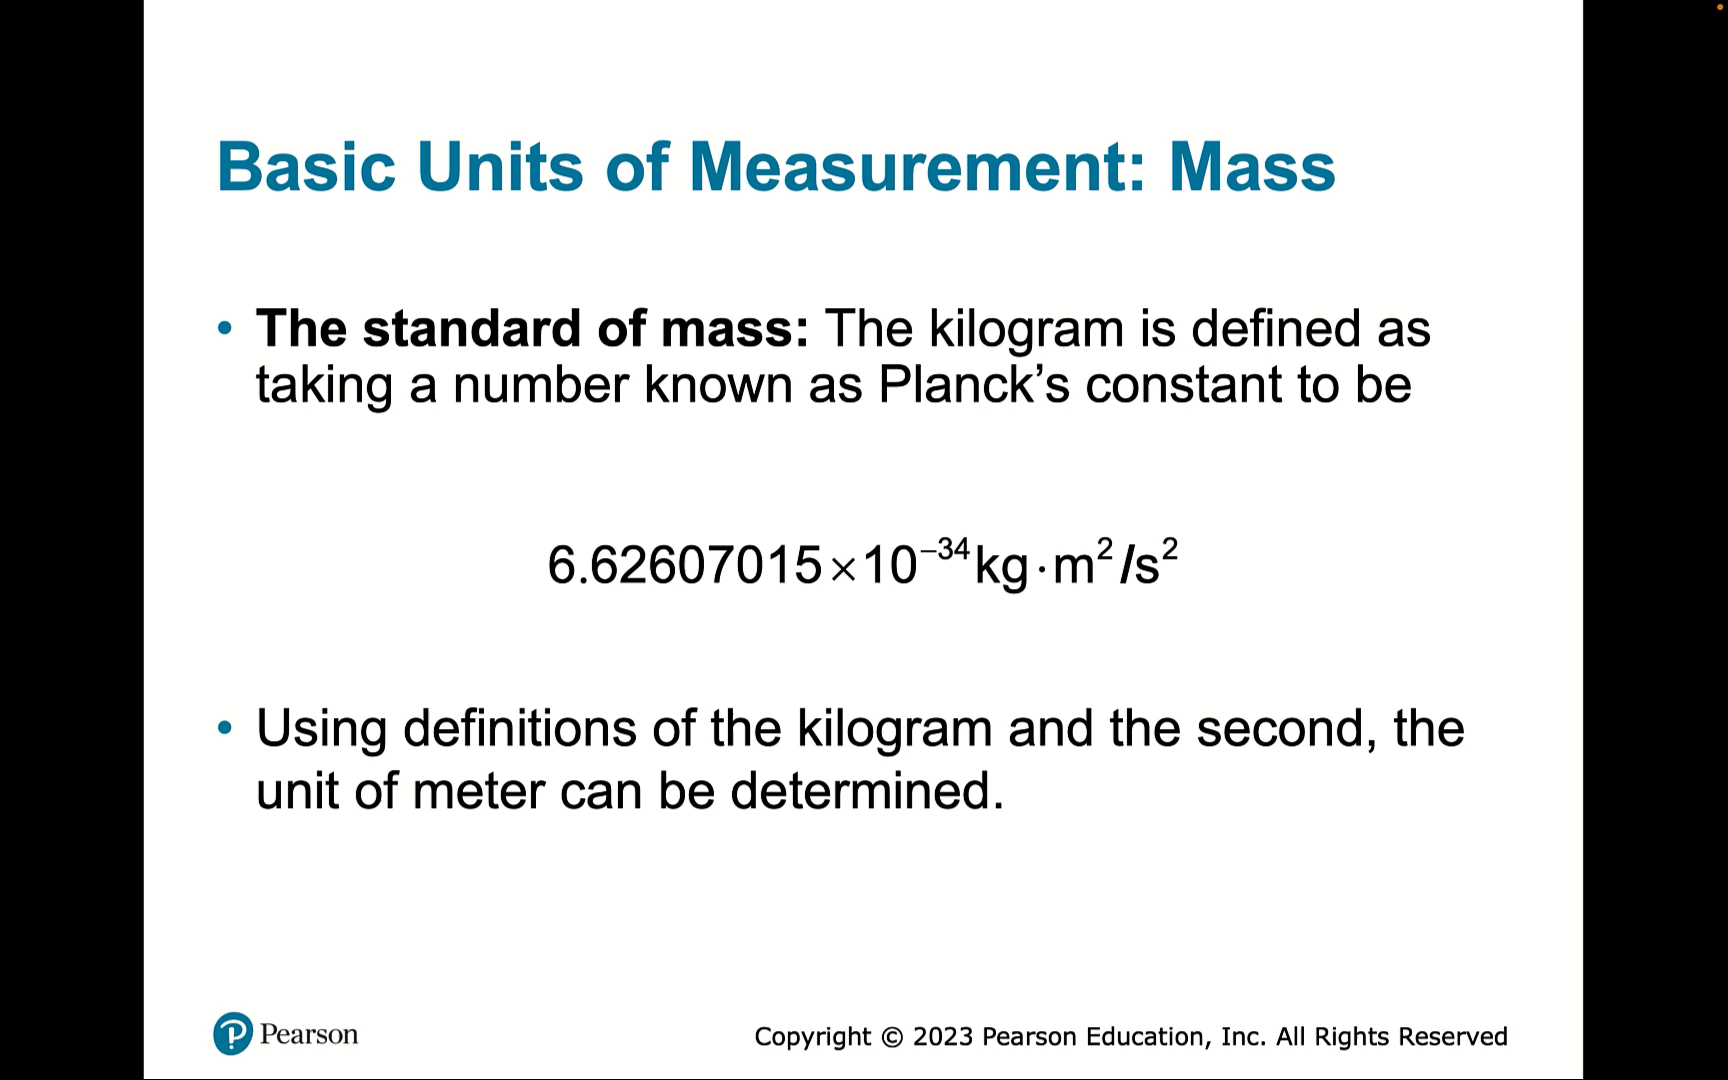 Basic Units of Measurement: Mass
• The standard of mass: The kilogram is defined as
taking a number known as Planck’s constant to be
6.62607015×10⁻³⁴kg·m²/s²
• Using definitions of the kilogram and the second, the
unit of meter can be determined.
Pearson
Copyright © 2023 Pearson Education, Inc. All Rights Reserved